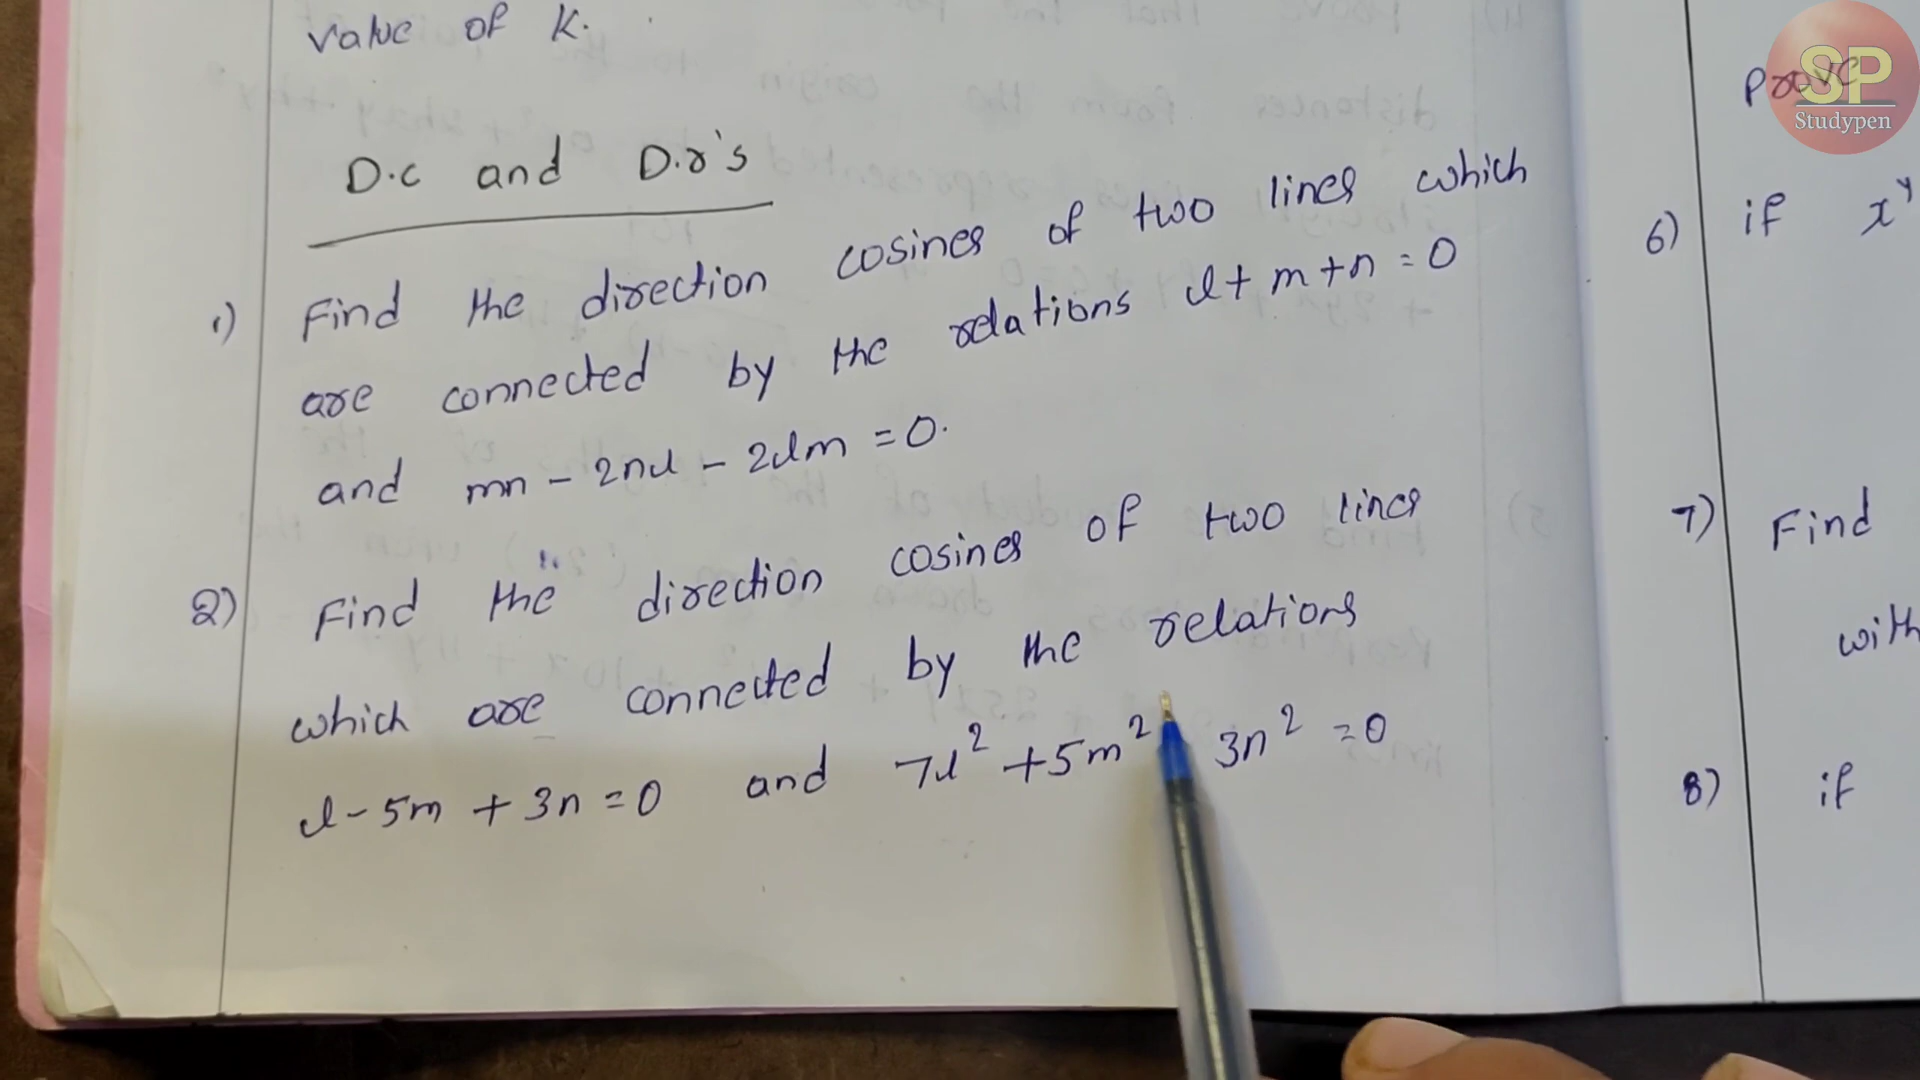 value of k.
D.c and D.r's
1) Find the direction cosines of two lines which
are connected by the relations l + m + n = 0
and mn - 2nl - 2lm = 0.
2) Find the direction cosines of two lines
which are connected by the relations
l - 5m + 3n = 0 and 7l² + 5m² 3n² = 0
Prove
6) if x^y
7) Find
with
8) if
SP
Studypen